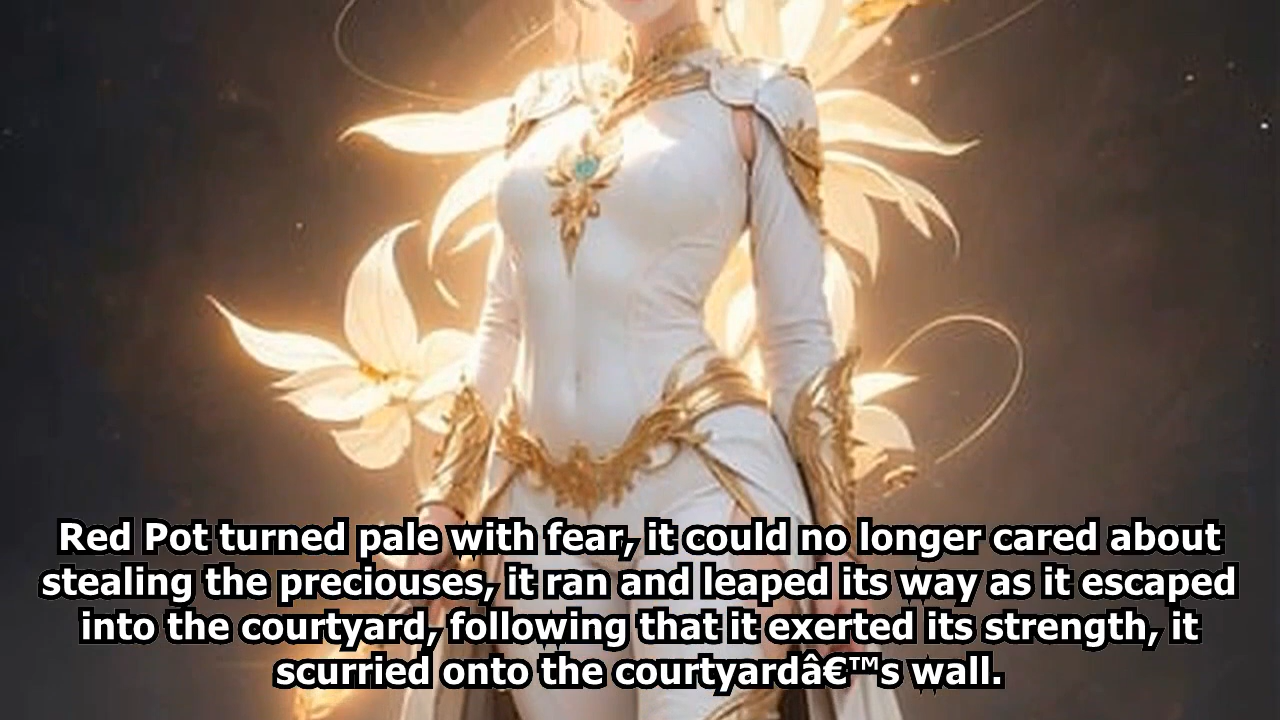 Red Pot turned pale with fear, it could no longer cared about
stealing the preciouses, it ran and leaped its way as it escaped
into the courtyard, following that it exerted its strength, it
scurried onto the courtyardâ€™s wall.